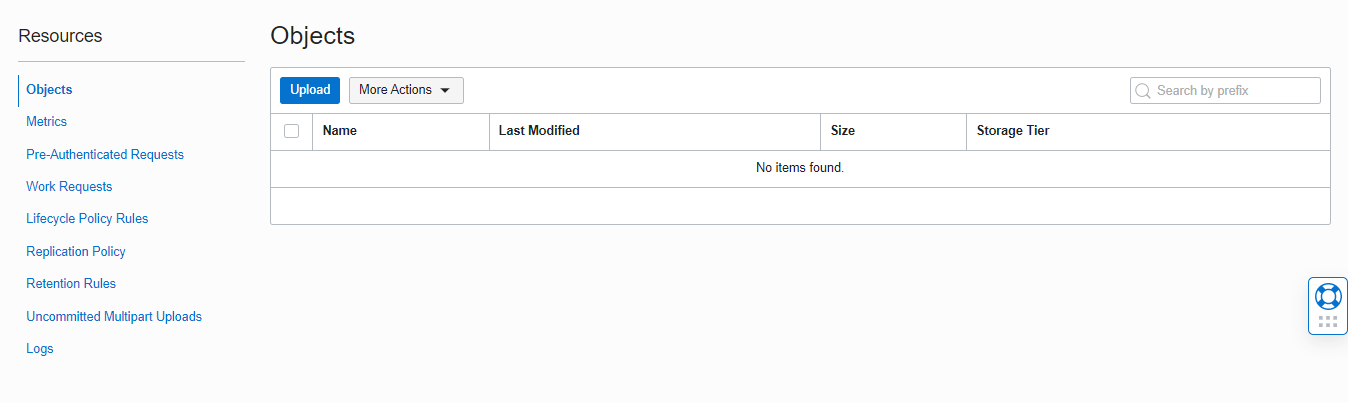 Resources
Objects
Metrics
Pre-Authenticated Requests
Work Requests
Lifecycle Policy Rules
Replication Policy
Retention Rules
Uncommitted Multipart Uploads
Logs
Objects
Upload More Actions Search by prefix
Name Last Modified Size Storage Tier
No items found.